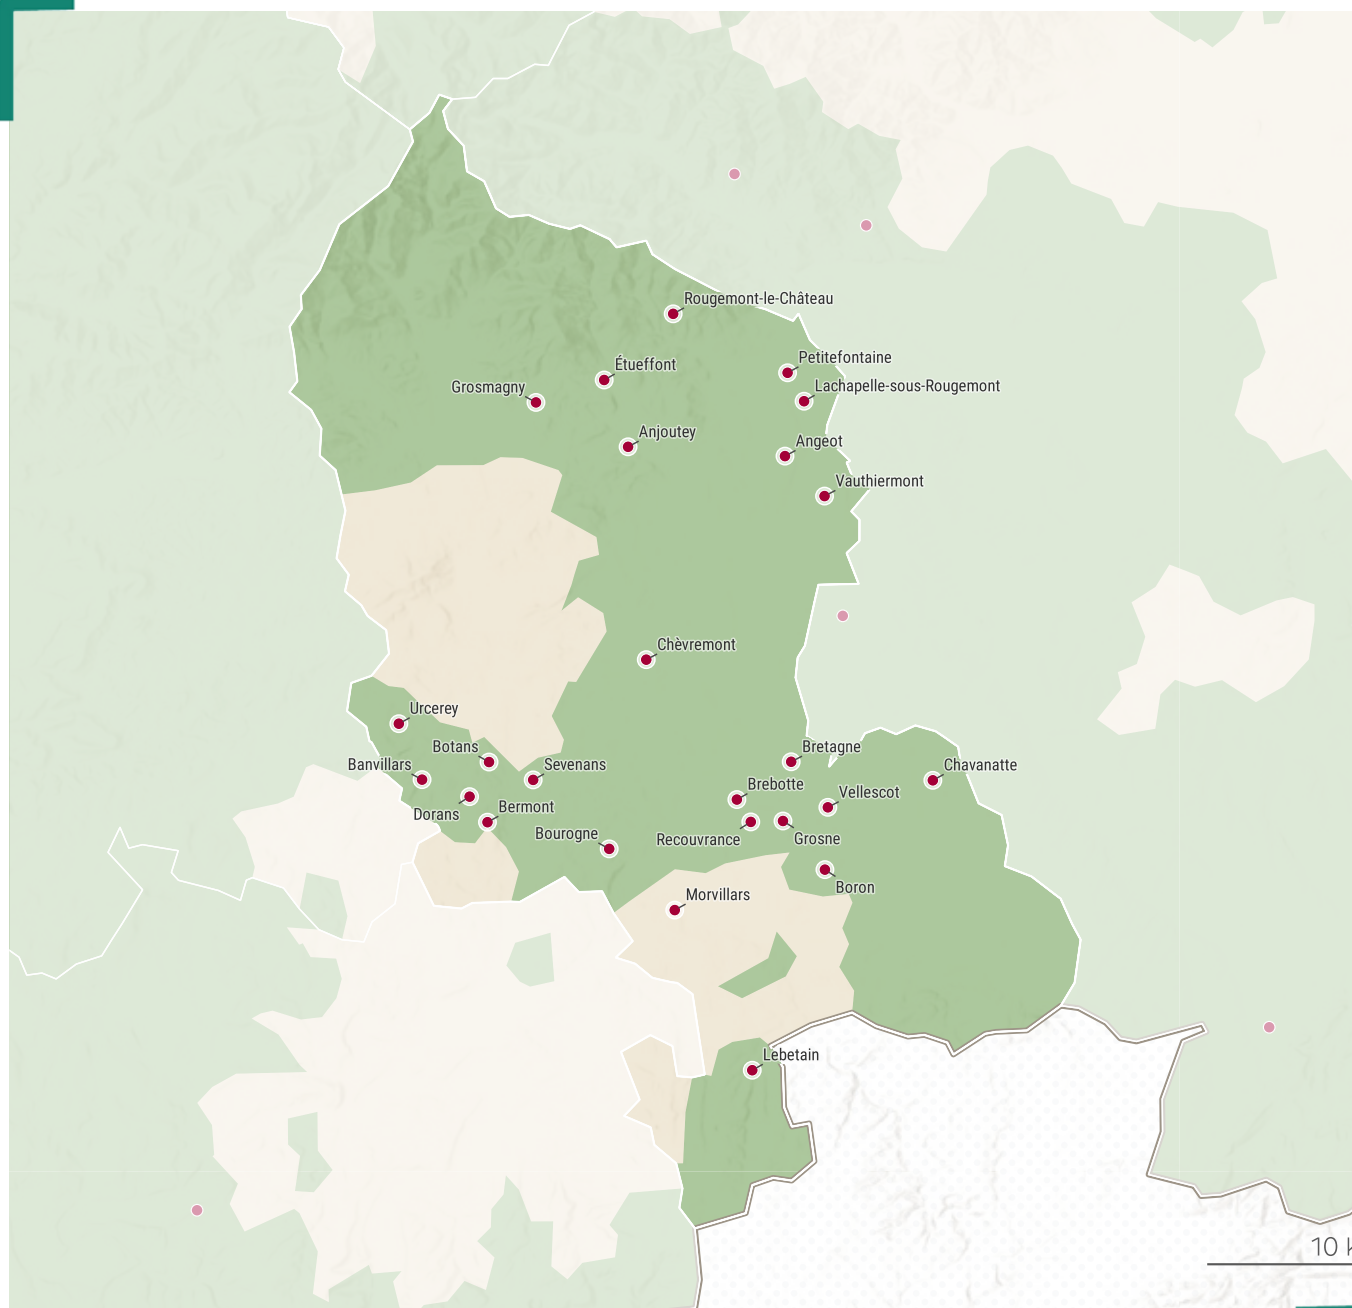 Rougemont-le-Château
Petitefontaine
Étueffont
Grosmagny
Lachapelle-sous-Rougemont
Anjoutey
Angeot
Vauthiermont
Chèvremont
Urcerey
Botans
Bretagne
Banvillars
Sevenans
Chavanatte
Brebotte
Vellescot
Dorans
Bermont
Bourogne
Recouvrance
Grosne
Boron
Morvillars
Lebetain
10 k